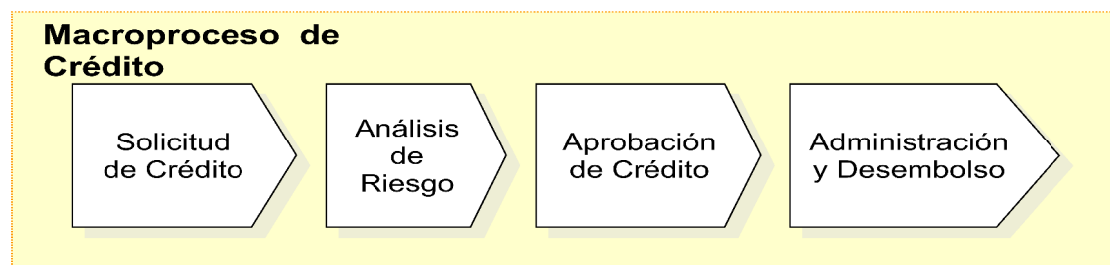 Macroproceso de
Crédito
Solicitud
de Crédito
Análisis
de
Riesgo
Aprobación
de Crédito
Administración
y Desembolso